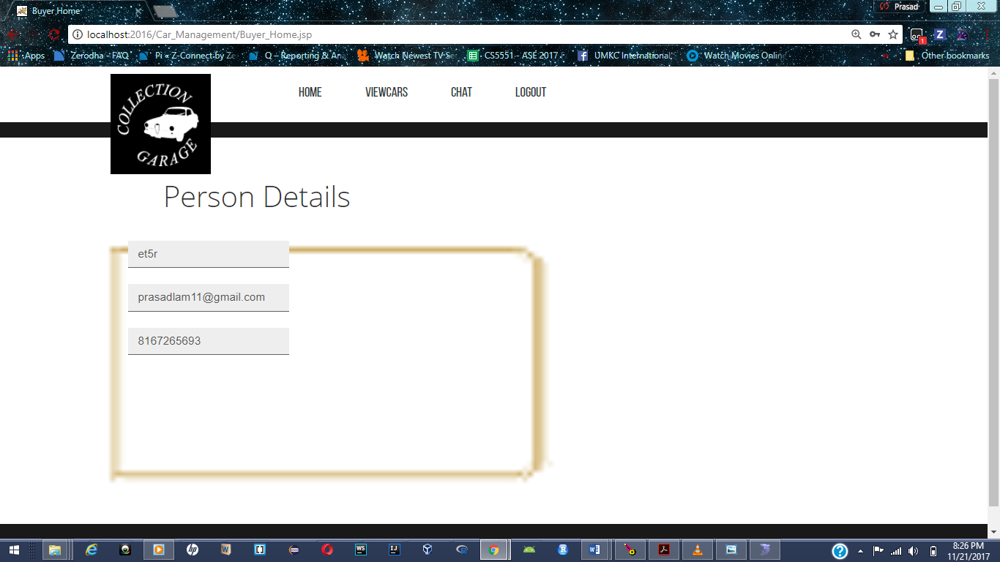 Buyer Home
Prasad
localhost:2016/Car_Management/Buyer_Home.jsp
Apps
Zerodha - FAQ
Pi « Z-Connect by Ze
Q – Reporting & An
Watch Newest TV Se
CS5551 - ASE 2017 F
UMKC International
Watch Movies Online
Other bookmarks
COLLECTION
GARAGE
HOME
VIEWCARS
CHAT
LOGOUT
Person Details
et5r
prasadlam11@gmail.com
8167265693
8:26 PM
11/21/2017